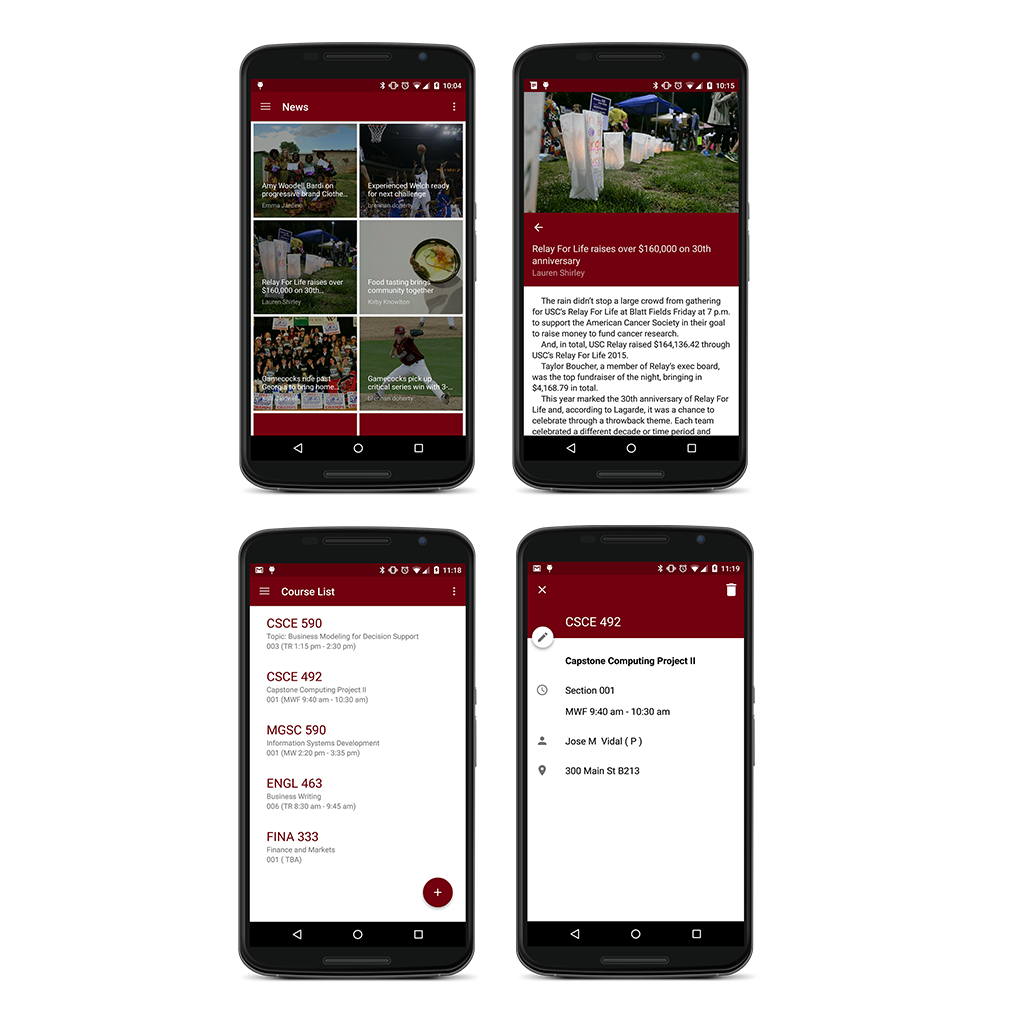 10:04
News
Amy Woodell Bardi on
progressive brand Clothe...
Emma Jardine
Experienced Welch ready
for next challenge
brennan doherty
Relay For Life raises over
$160,000 on 30th...
Lauren Shirley
Food tasting brings
community together
Kirby Knowlton
Gamecocks ride past
Georgia to bring home...
Gamecocks pick up
critical series win with 3-...
brennan doherty
10:15
Relay For Life raises over $160,000 on 30th
anniversary
Lauren Shirley
The rain didn't stop a large crowd from gathering
for USC's Relay For Life at Blatt Fields Friday at 7 p.m.
to support the American Cancer Society in their goal
to raise money to fund cancer research.
And, in total, USC Relay raised $164,136.42 through
USC's Relay For Life 2015.
Taylor Boucher, a member of Relay's exec board,
was the top fundraiser of the night, bringing in
$4,168.79 in total.
This year marked the 30th anniversary of Relay For
Life and, according to Lagarde, it was a chance to
celebrate through a throwback theme. Each team
celebrated a different decade or time period and
11:18
Course List
CSCE 590
Topic: Business Modeling for Decision Support
003 (TR 1:15 pm - 2:30 pm)
CSCE 492
Capstone Computing Project II
001 (MWF 9:40 am - 10:30 am)
MGSC 590
Information Systems Development
001 (MW 2:20 pm - 3:35 pm)
ENGL 463
Business Writing
006 (TR 8:30 am - 9:45 am)
FINA 333
Finance and Markets
001 ( TBA)
11:19
CSCE 492
Capstone Computing Project II
Section 001
MWF 9:40 am - 10:30 am
Jose M  Vidal ( P )
300 Main St B213